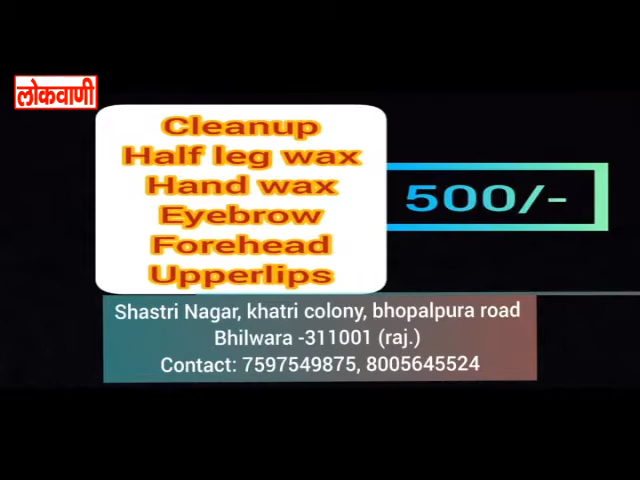 लोकवाणी
Cleanup
Half leg wax
Hand wax
Eyebrow
Forehead
Upperlips
500/-
Shastri Nagar, khatri colony, bhopalpura road
Bhilwara -311001 (raj.)
Contact: 7597549875, 8005645524